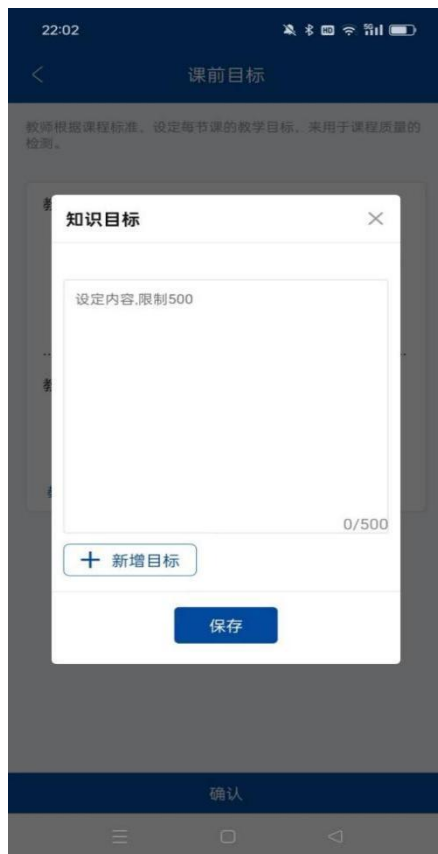 22:02
课前目标
教师根据课程标准，设定每节课的教学目标、来用于课程质量的
检测。
知识目标
设定内容,限制500
0/500
新增目标
保存
确认